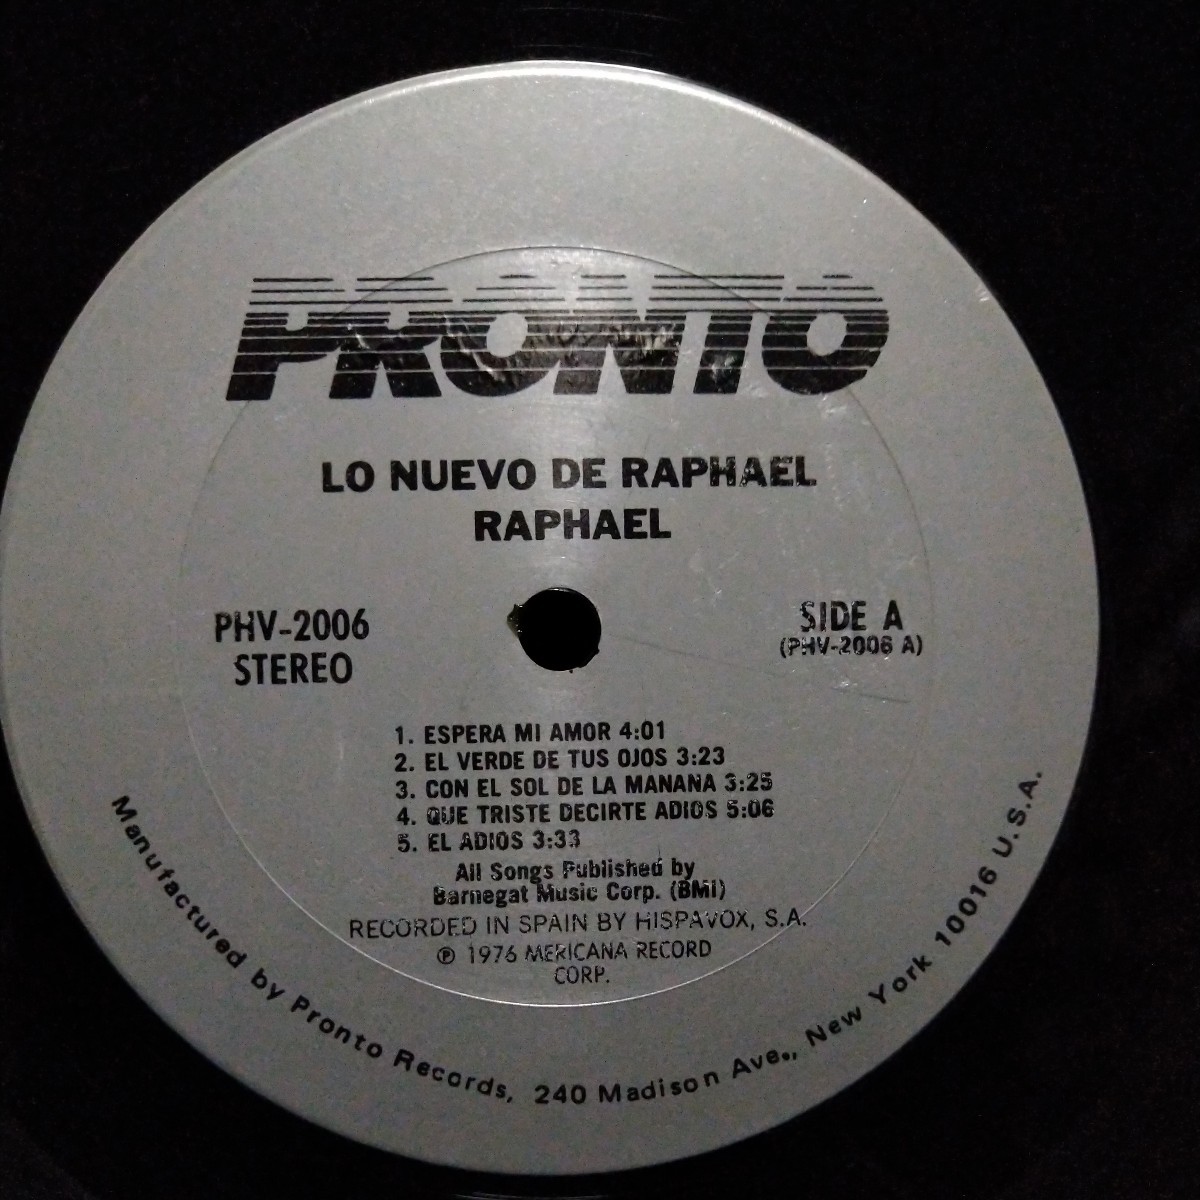 PRONTO
LO NUEVO DE RAPHAEL
RAPHAEL
PHV-2006
STEREO
SIDE A
(PHV-2006 A)
1. ESPERA MI AMOR 4:01
2. EL VERDE DE TUS OJOS 3:23
3. CON EL SOL DE LA MANANA 3:25
4. QUE TRISTE DECIRTE ADIOS 5:06
5. EL ADIOS 3:33
All Songs Published by
Barnegat Music Corp. (BMI)
RECORDED IN SPAIN BY HISPAVOX, S.A.
℗ 1976 MERICANA RECORD
CORP.
Manufactured by Pronto Records, 240 Madison Ave., New York 10016 U.S.A.